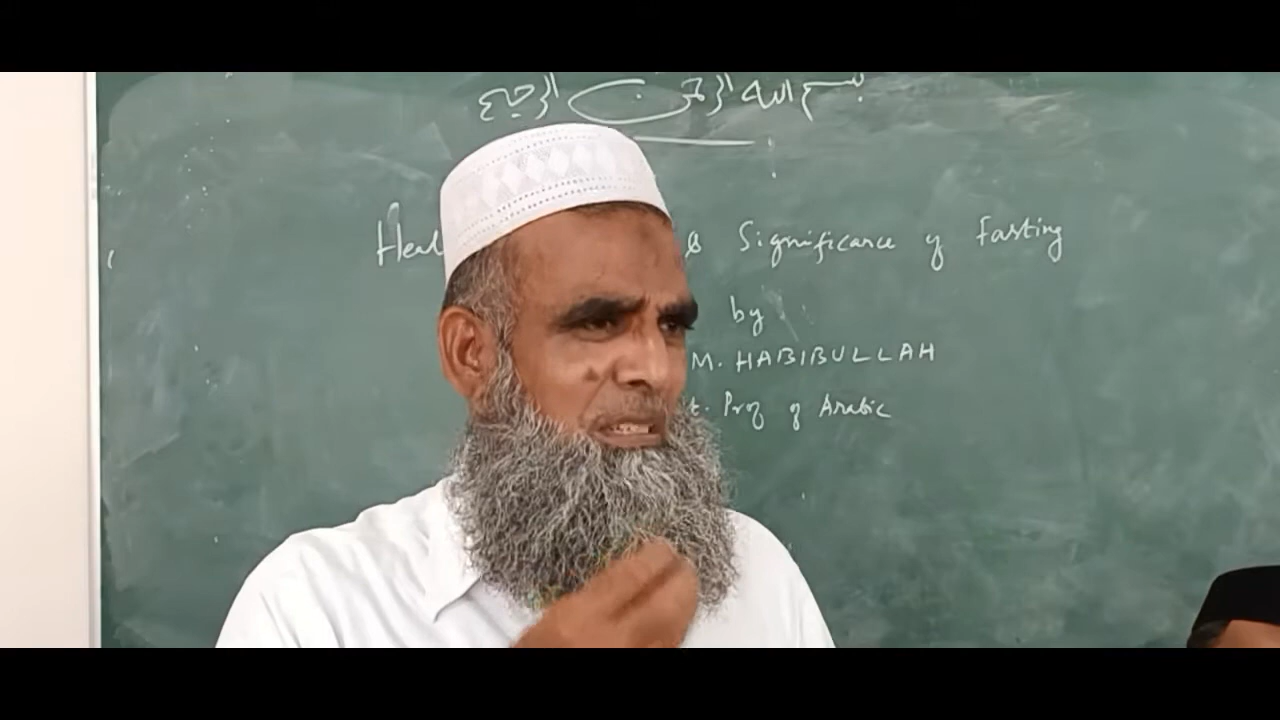 بسم الله الرحمن الرحيم
Heal & Significance of Fasting
by
M. HABIBULLAH
t. Prof of Arabic